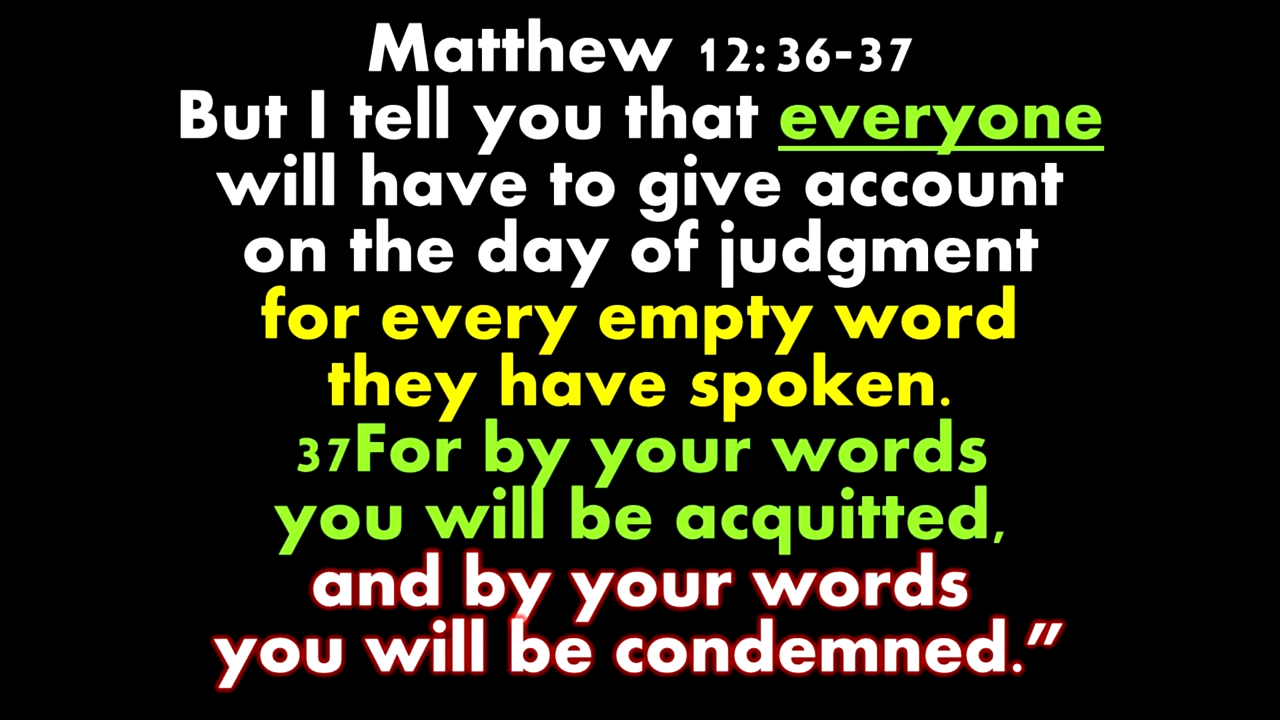 Matthew 12:36-37
But I tell you that everyone
will have to give account
on the day of judgment
for every empty word
they have spoken.
37For by your words
you will be acquitted,
and by your words
you will be condemned.”